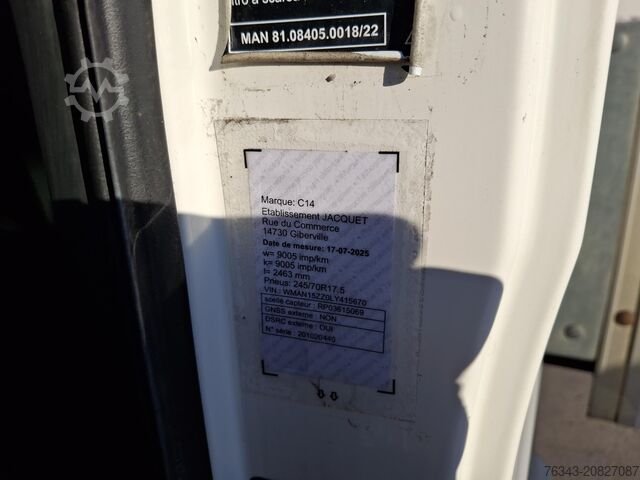 MAN 81.08405.0018/22
Marque: C14
Etablissement JACQUET
Rue du Commerce
14730 Giberville
Date de mesure: 17-07-2025
w= 9005 imp/km
k= 9005 imp/km
l= 2463 mm
Pneus: 245/70R17.5
VIN : WMAN15ZZ0LY415670
scellé capteur : RP03615069
GNSS externe : NON
DSRC externe : OUI
N° série : 201020440
76343-20827087